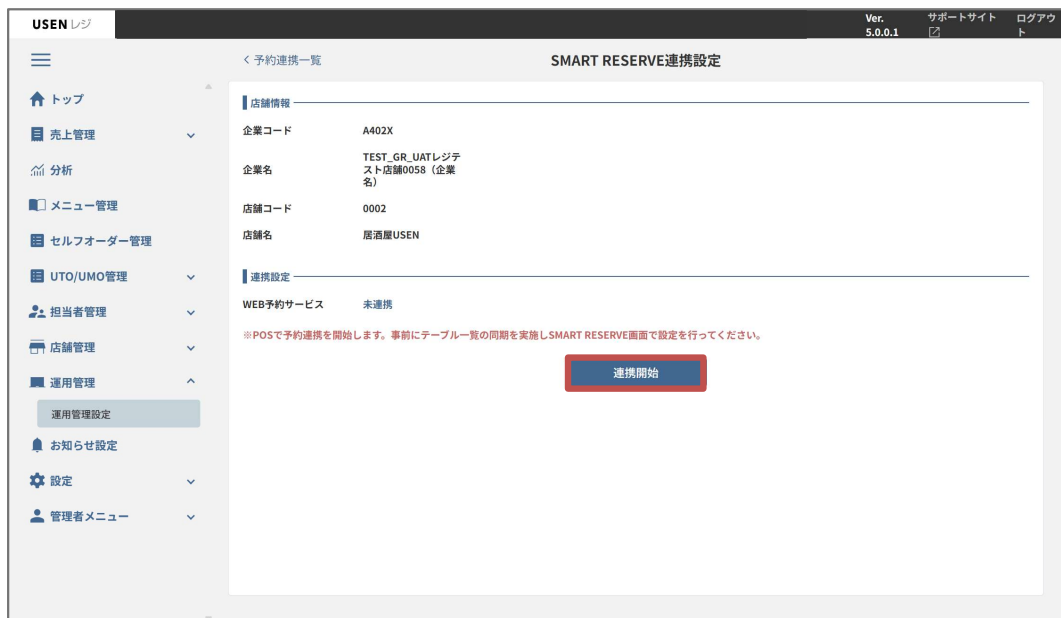 USEN レジ
Ver.
5.0.0.1
サポートサイト
ログアウ
ト
< 予約連携一覧
SMART RESERVE連携設定
トップ
売上管理
分析
メニュー管理
セルフオーダー管理
UTO/UMO管理
担当者管理
店舗管理
運用管理
運用管理設定
お知らせ設定
設定
管理者メニュー
店舗情報
企業コード A402X
企業名 TEST_GR_UATレジテ
スト店舗0058(企業
名)
店舗コード 0002
店舗名 居酒屋USEN
連携設定
WEB予約サービス 未連携
※POSで予約連携を開始します。事前にテーブル一覧の同期を実施しSMART RESERVE画面で設定を行ってください。
連携開始